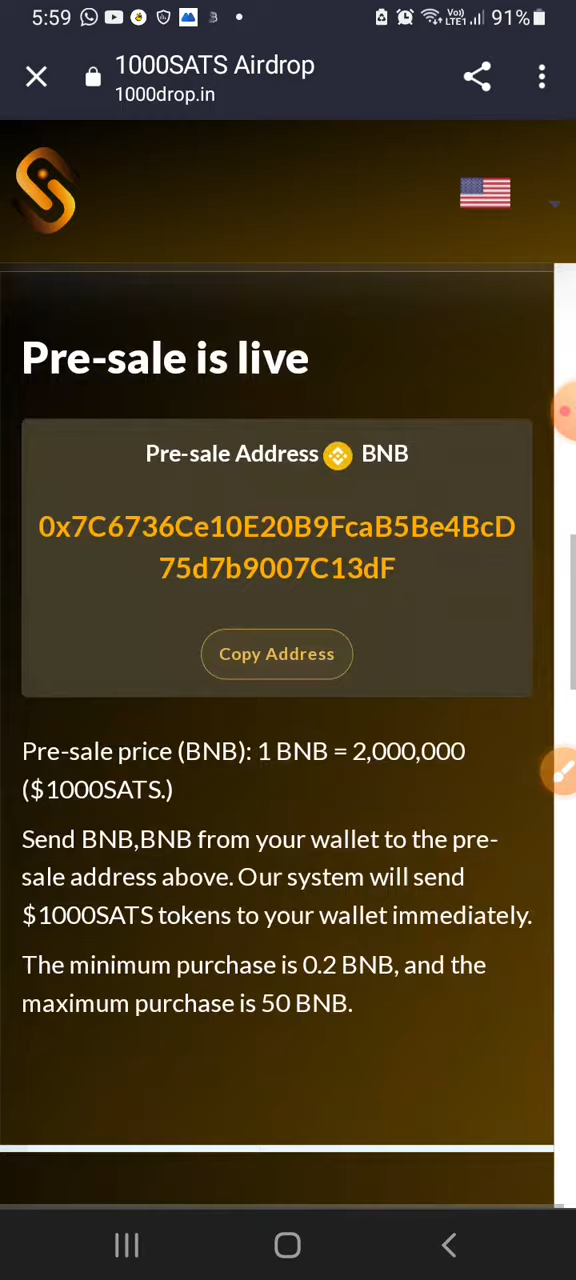 5:59
Vo))
LTE1
91%
1000SATS Airdrop
1000drop.in
Pre-sale is live
Pre-sale Address BNB
0x7C6736Ce10E20B9FcaB5Be4BcD
75d7b9007C13dF
Copy Address
Pre-sale price (BNB): 1 BNB = 2,000,000
($1000SATS.)
Send BNB,BNB from your wallet to the pre-
sale address above. Our system will send
$1000SATS tokens to your wallet immediately.
The minimum purchase is 0.2 BNB, and the
maximum purchase is 50 BNB.